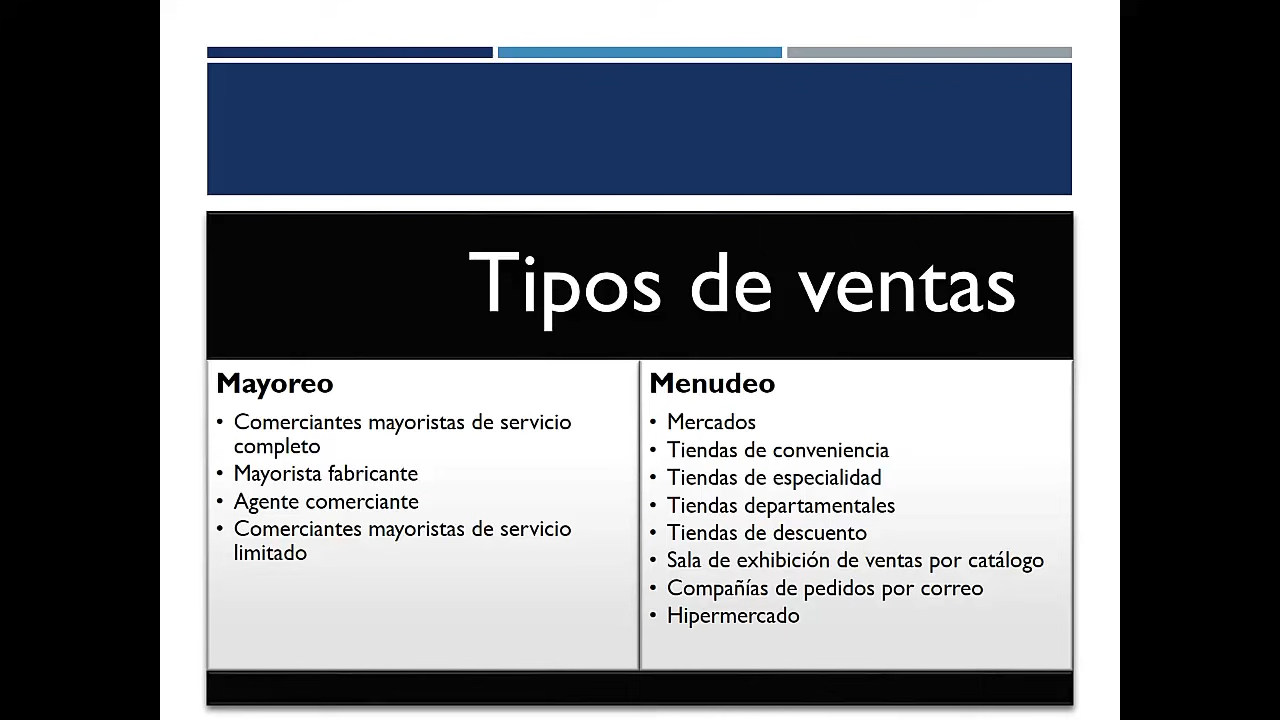 Tipos de ventas
Mayoreo
• Comerciantes mayoristas de servicio
completo
• Mayorista fabricante
• Agente comerciante
• Comerciantes mayoristas de servicio
limitado
Menudeo
• Mercados
• Tiendas de conveniencia
• Tiendas de especialidad
• Tiendas departamentales
• Tiendas de descuento
• Sala de exhibición de ventas por catálogo
• Compañías de pedidos por correo
• Hipermercado